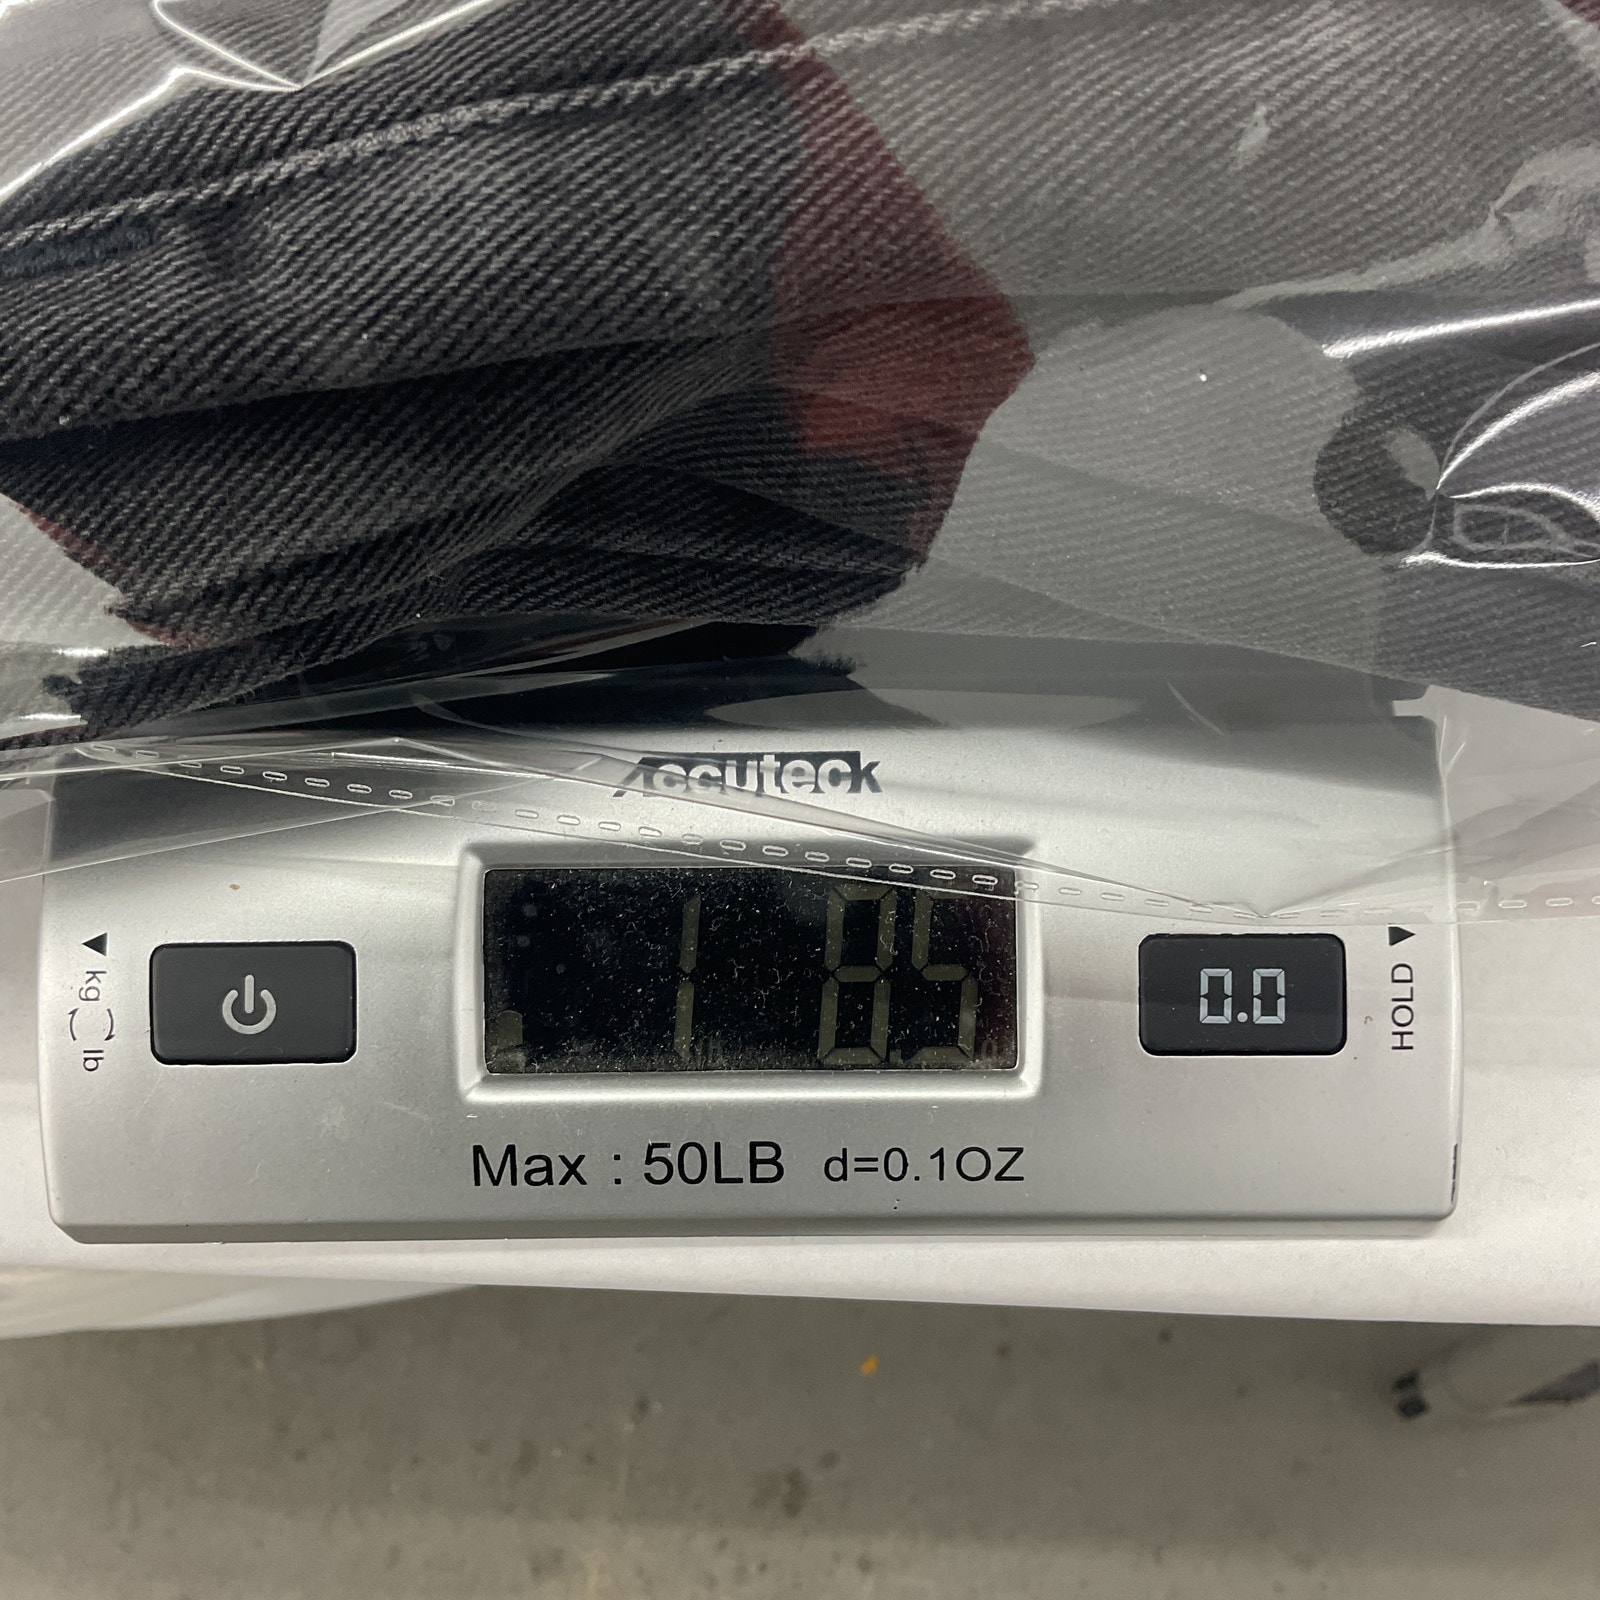 Accuteck
1 8.5
0.0
kg
lb
HOLD
Max : 50LB d=0.1OZ